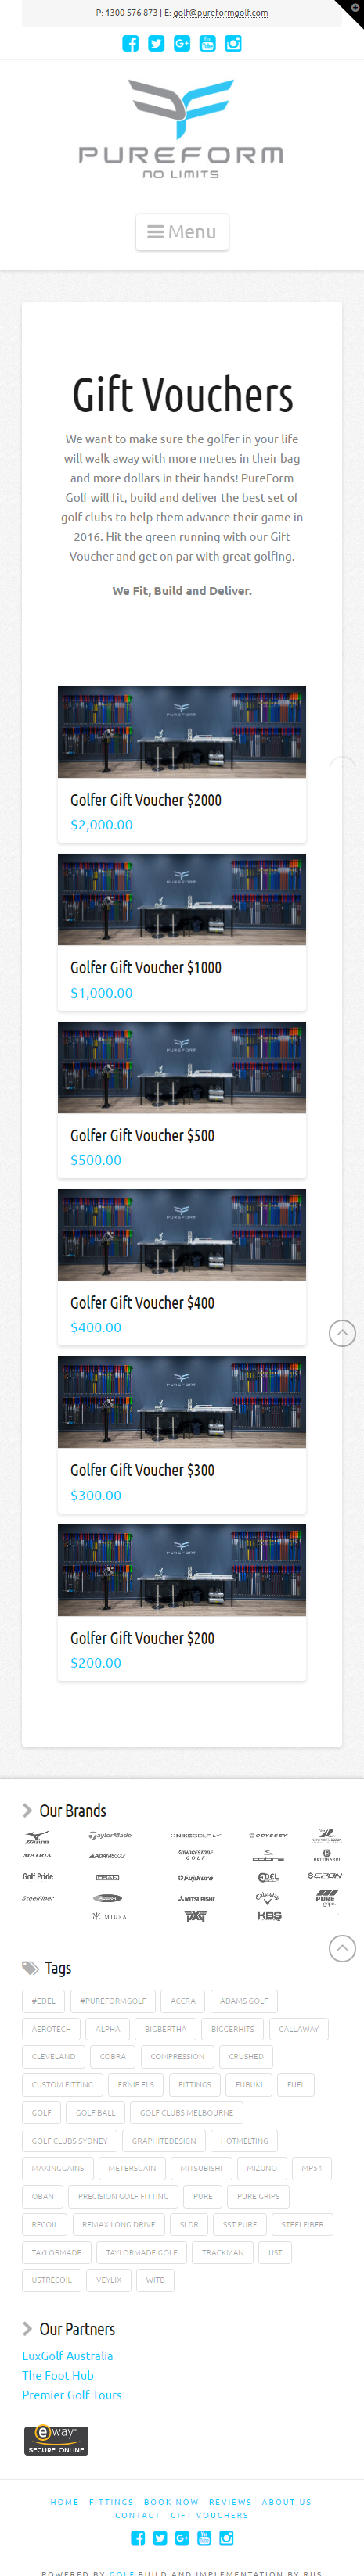 P: 1300 576 873 | E: golf@pureformgolf.com
PUREFORM
NO LIMITS
Menu
Gift Vouchers
We want to make sure the golfer in your life
will walk away with more metres in their bag
and more dollars in their hands! PureForm
Golf will fit, build and deliver the best set of
golf clubs to help them advance their game in
2016. Hit the green running with our Gift
Voucher and get on par with great golfing.
We Fit, Build and Deliver.
PUREFORM
Golfer Gift Voucher $2000
$2,000.00
PUREFORM
Golfer Gift Voucher $1000
$1,000.00
PUREFORM
Golfer Gift Voucher $500
$500.00
PUREFORM
Golfer Gift Voucher $400
$400.00
PUREFORM
Golfer Gift Voucher $300
$300.00
PUREFORM
Golfer Gift Voucher $200
$200.00
Our Brands
MIZUNO TaylorMade NIKEGOLF ODYSSEY
MATRIX ADAMSGOLF BRIDGESTONE GOLF cobra
Golf Pride Fujikura EDEL EPON
SteelFiber AEROTECH MITSUBISHI Callaway PURE
MIURA PXG KBS
Tags
#EDEL #PUREFORMGOLF ACCRA ADAMS GOLF
AEROTECH ALPHA BIGBERTHA BIGGERHITS CALLAWAY
CLEVELAND COBRA COMPRESSION CRUSHED
CUSTOM FITTING ERNIE ELS FITTINGS FUBUKI FUEL
GOLF GOLF BALL GOLF CLUBS MELBOURNE
GOLF CLUBS SYDNEY GRAPHITEDESIGN HOTMELTING
MAKINGGAINS METERSGAIN MITSUBISHI MIZUNO MP54
OBAN PRECISION GOLF FITTING PURE PURE GRIPS
RECOIL REMAX LONG DRIVE SLDR SST PURE STEELFIBER
TAYLORMADE TAYLORMADE GOLF TRACKMAN UST
USTRECOIL VEYLIX WITB
Our Partners
LuxGolf Australia
The Foot Hub
Premier Golf Tours
eway
SECURE ONLINE
HOME FITTINGS BOOK NOW REVIEWS ABOUT US
CONTACT GIFT VOUCHERS
POWERED BY GOLF BUILD AND IMPLEMENTATION BY RUS